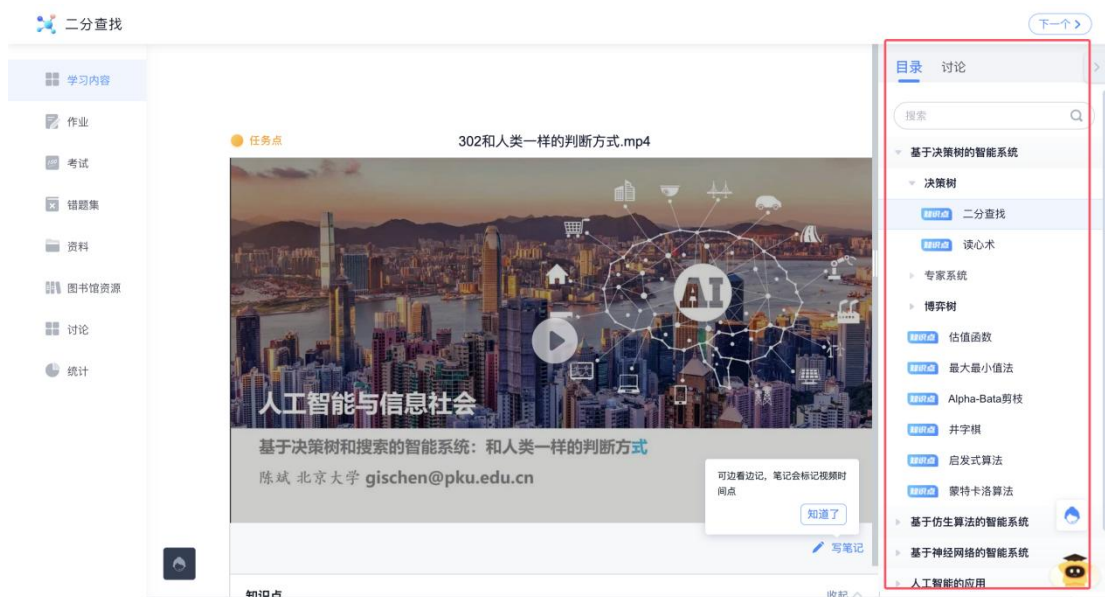 二分查找
下一个
学习内容
作业
考试
错题集
资料
图书馆资源
讨论
统计
任务点
302和人类一样的判断方式.mp4
AI
人工智能与信息社会
基于决策树和搜索的智能系统：和人类一样的判断方式
陈斌 北京大学 gischen@pku.edu.cn
可边看边记，笔记会标记视频时
间点
知道了
写笔记
知识点
收起
目录 讨论
搜索
基于决策树的智能系统
决策树
知识点 二分查找
知识点 读心术
专家系统
博弈树
知识点 估值函数
知识点 最大最小值法
知识点 Alpha-Bata剪枝
知识点 井字棋
知识点 启发式算法
知识点 蒙特卡洛算法
基于仿生算法的智能系统
基于神经网络的智能系统
人工智能的应用